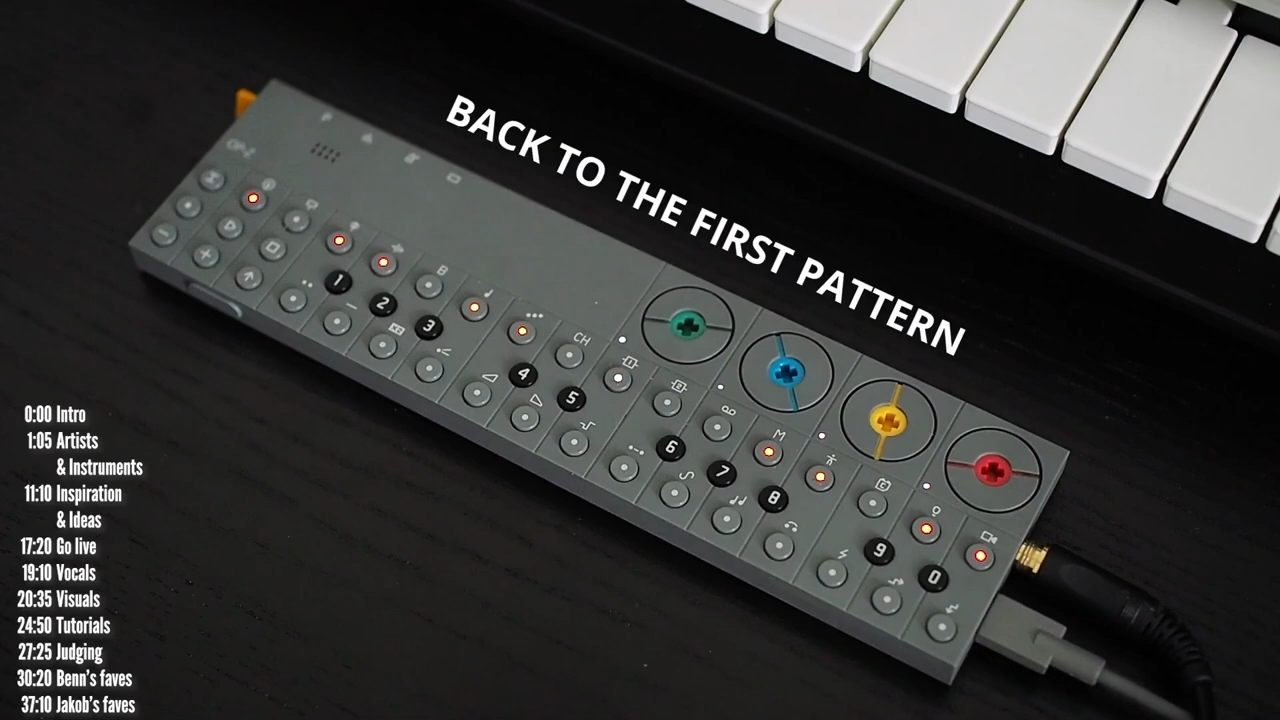 BACK TO THE FIRST PATTERN
OP-Z
B
CH
M
1
2
3
4
5
6
7
8
9
0
0:00 Intro
1:05 Artists
& Instruments
11:10 Inspiration
& Ideas
17:20 Go live
19:10 Vocals
20:35 Visuals
24:50 Tutorials
27:25 Judging
30:20 Benn's faves
37:10 Jakob's faves